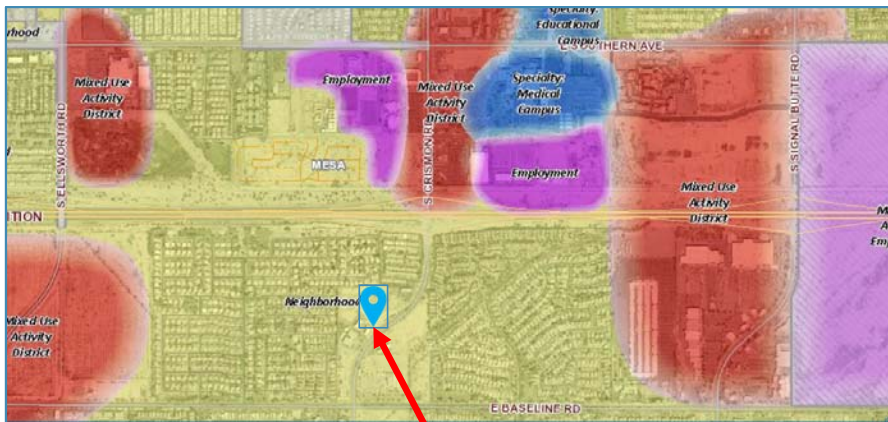 Specialty:
Educational
Campus
rhood
E SOUTHERN AVE
Mixed Use
Activity
District
Employment
Mixed Use
Activity
District
Specialty:
Medical
Campus
S ELLSWORTH RD
MESA
S CRISMON RD
Employment
S SIGNAL BUTTE RD
Mixed Use
Activity
District
ITION
M
A
Em
Neighborhood
Mixed Use
Activity
District
E BASELINE RD